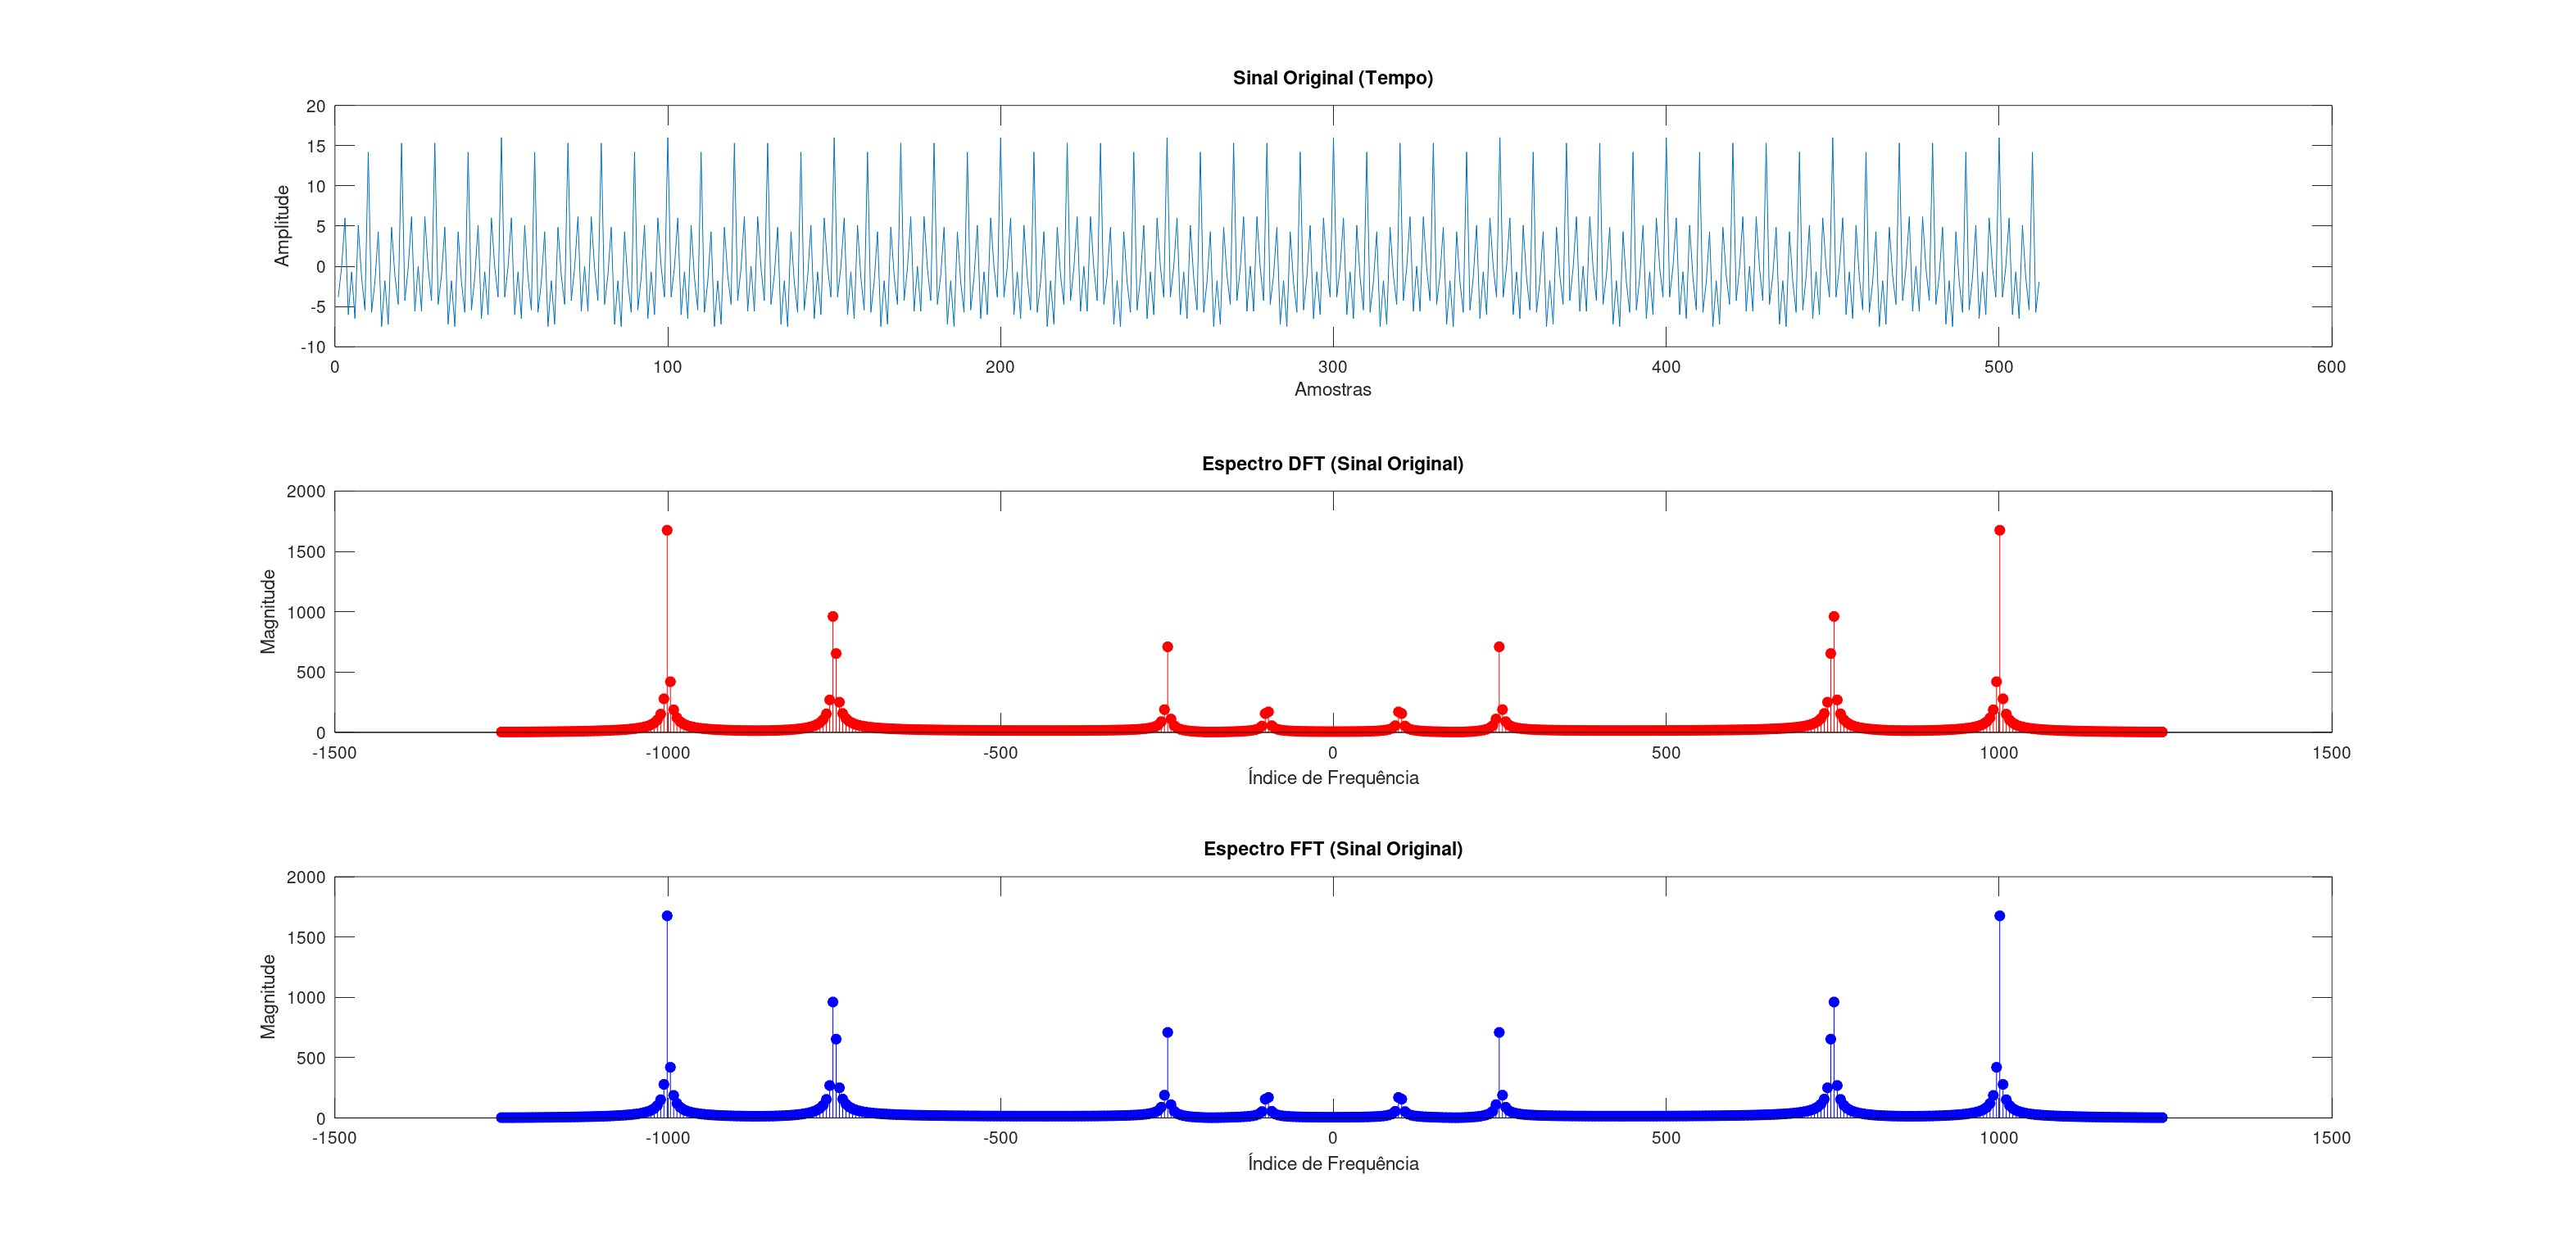 Sinal Original (Tempo)
20
15
10
5
0
-5
-10
Amplitude
0 100 200 300 400 500 600
Amostras
Espectro DFT (Sinal Original)
2000
1500
1000
500
0
Magnitude
-1500 -1000 -500 0 500 1000 1500
Índice de Frequência
Espectro FFT (Sinal Original)
2000
1500
1000
500
0
Magnitude
-1500 -1000 -500 0 500 1000 1500
Índice de Frequência